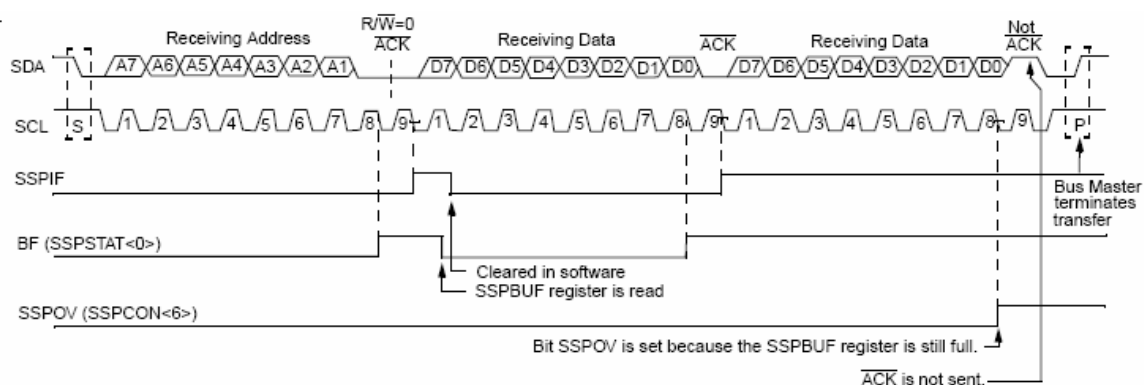 R/W=0 Not
Receiving Address ACK Receiving Data ACK Receiving Data ACK
SDA A7 A6 A5 A4 A3 A2 A1 D7 D6 D5 D4 D3 D2 D1 D0 D7 D6 D5 D4 D3 D2 D1 D0
SCL S 1 2 3 4 5 6 7 8 9 1 2 3 4 5 6 7 8 9 1 2 3 4 5 6 7 8 9 P
SSPIF
Bus Master
terminates
transfer
BF (SSPSTAT<0>)
Cleared in software
SSPBUF register is read
SSPOV (SSPCON<6>)
Bit SSPOV is set because the SSPBUF register is still full.
ACK is not sent.